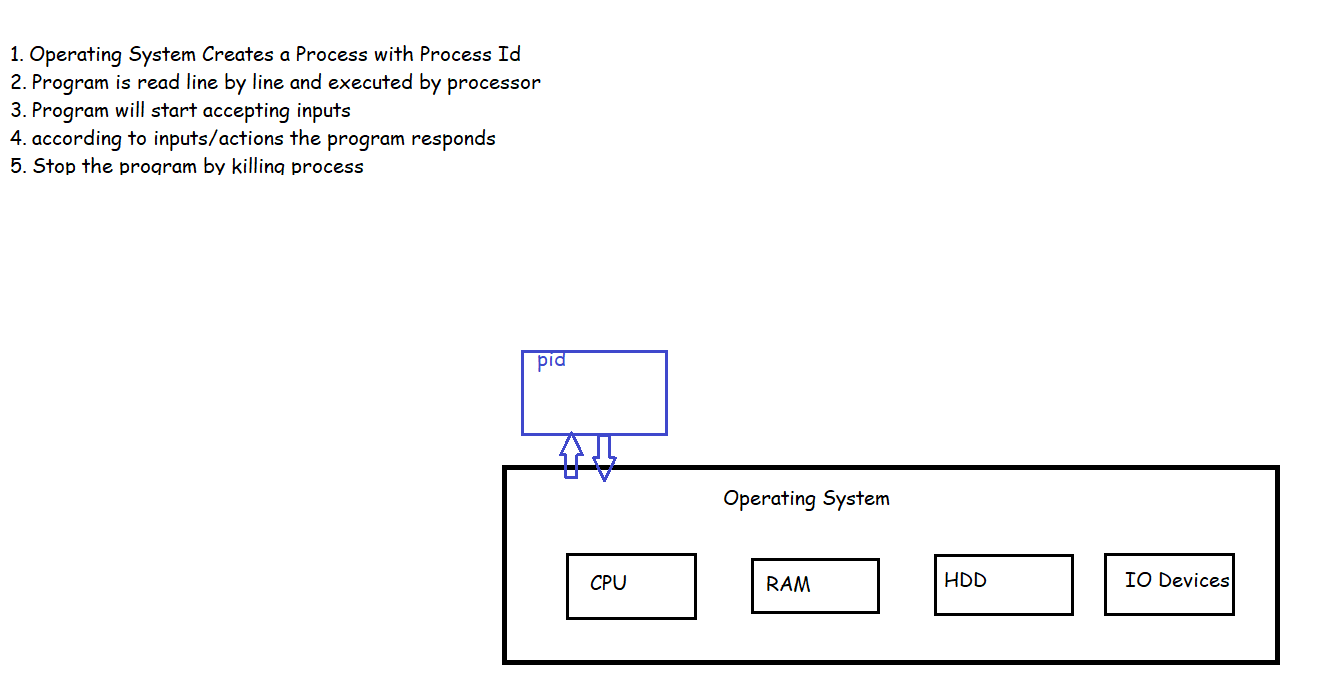 1. Operating System Creates a Process with Process Id
2. Program is read line by line and executed by processor
3. Program will start accepting inputs
4. according to inputs/actions the program responds
5. Stop the program by killing process
pid
Operating System
CPU
RAM
HDD
IO Devices